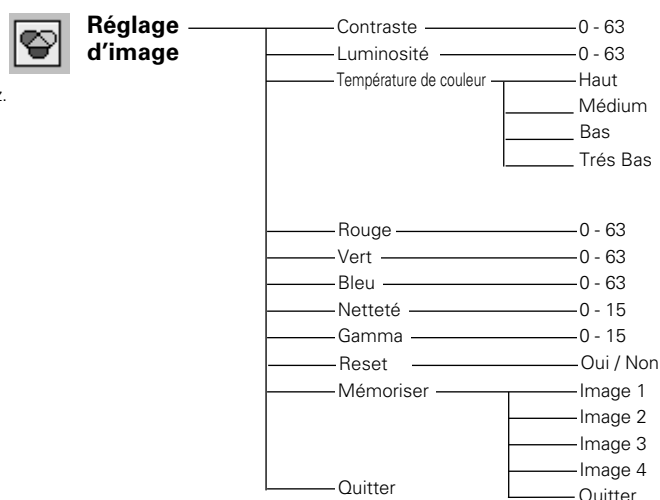 Réglage
d'image
z.
Contraste 0 - 63
Luminosité 0 - 63
Température de couleur Haut
Médium
Bas
Trés Bas
Rouge 0 - 63
Vert 0 - 63
Bleu 0 - 63
Netteté 0 - 15
Gamma 0 - 15
Reset Oui / Non
Mémoriser Image 1
Image 2
Image 3
Image 4
Quitter Quitter